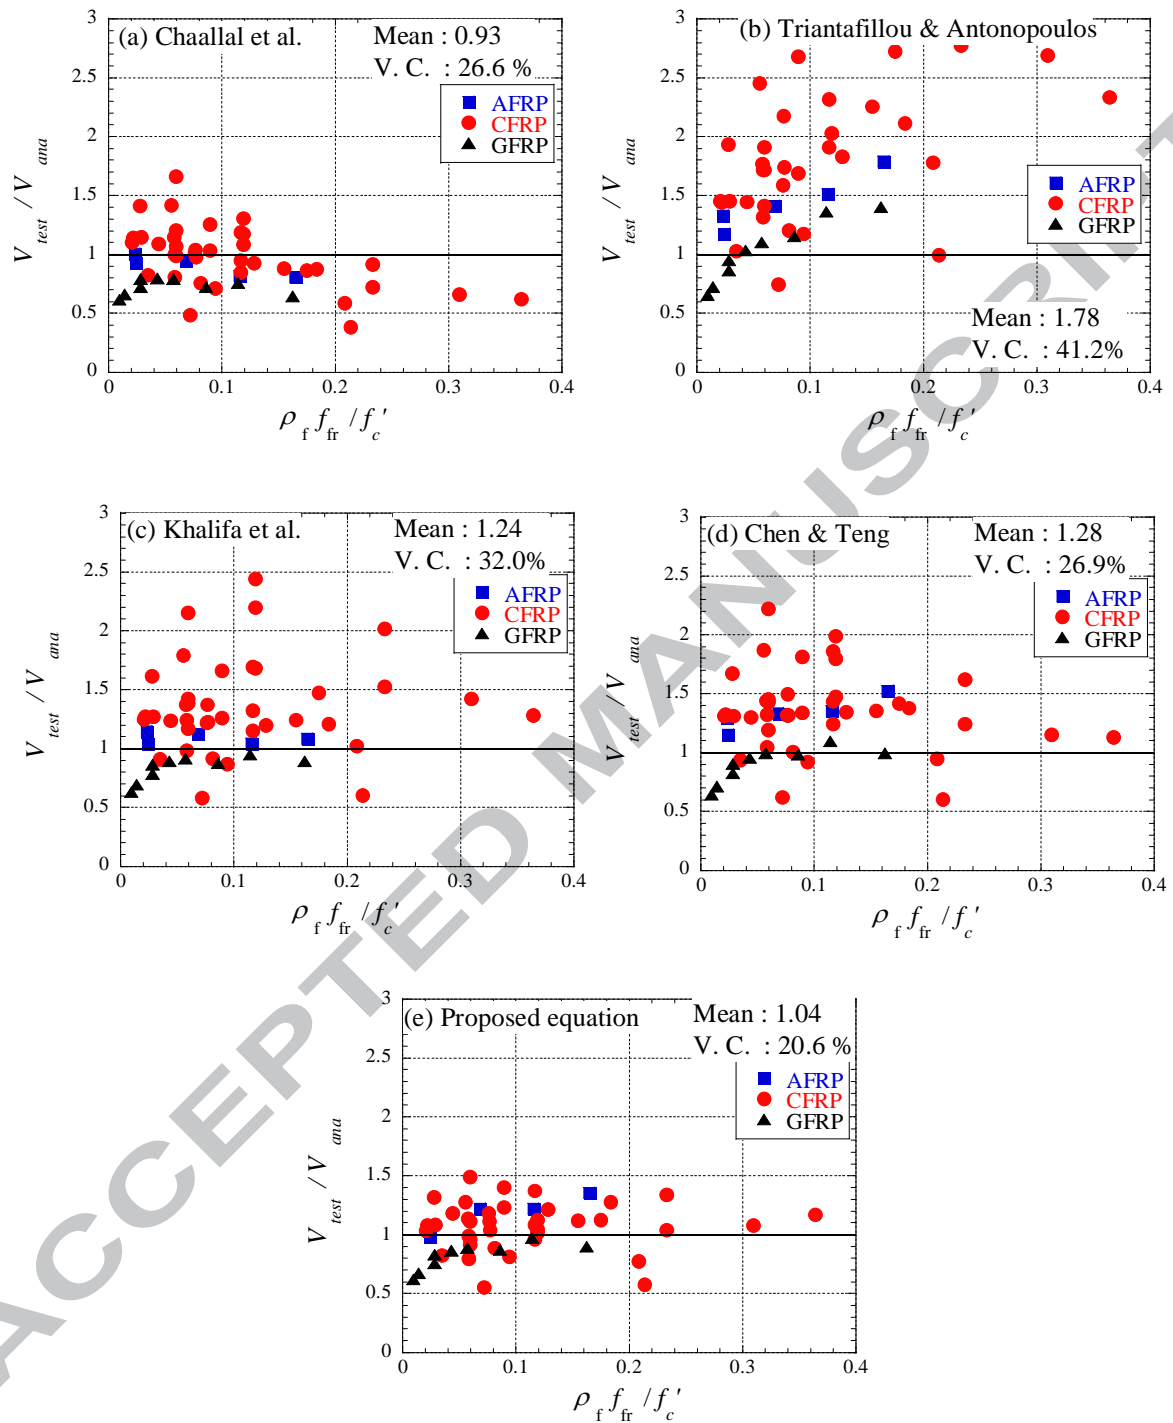 (a) Chaallal et al.
Mean : 0.93
V. C. : 26.6 %
AFRP
CFRP
GFRP
3
2.5
2
1.5
1
0.5
0
0 0.1 0.2 0.3 0.4
V test / V ana
ρ f f fr / f c '
(b) Triantafillou & Antonopoulos
AFRP
CFRP
GFRP
Mean : 1.78
V. C. : 41.2%
3
2.5
2
1.5
1
0.5
0
0 0.1 0.2 0.3 0.4
V test / V ana
ρ f f fr / f c '
(c) Khalifa et al.
Mean : 1.24
V. C. : 32.0%
AFRP
CFRP
GFRP
3
2.5
2
1.5
1
0.5
0
0 0.1 0.2 0.3 0.4
V test / V ana
ρ f f fr / f c '
(d) Chen & Teng
Mean : 1.28
V. C. : 26.9%
AFRP
CFRP
GFRP
3
2.5
2
1.5
1
0.5
0
0 0.1 0.2 0.3 0.4
V test / V ana
ρ f f fr / f c '
(e) Proposed equation
Mean : 1.04
V. C. : 20.6 %
AFRP
CFRP
GFRP
3
2.5
2
1.5
1
0.5
0
0 0.1 0.2 0.3 0.4
V test / V ana
ρ f f fr / f c '
ACCEPTED MANUSCRIPT